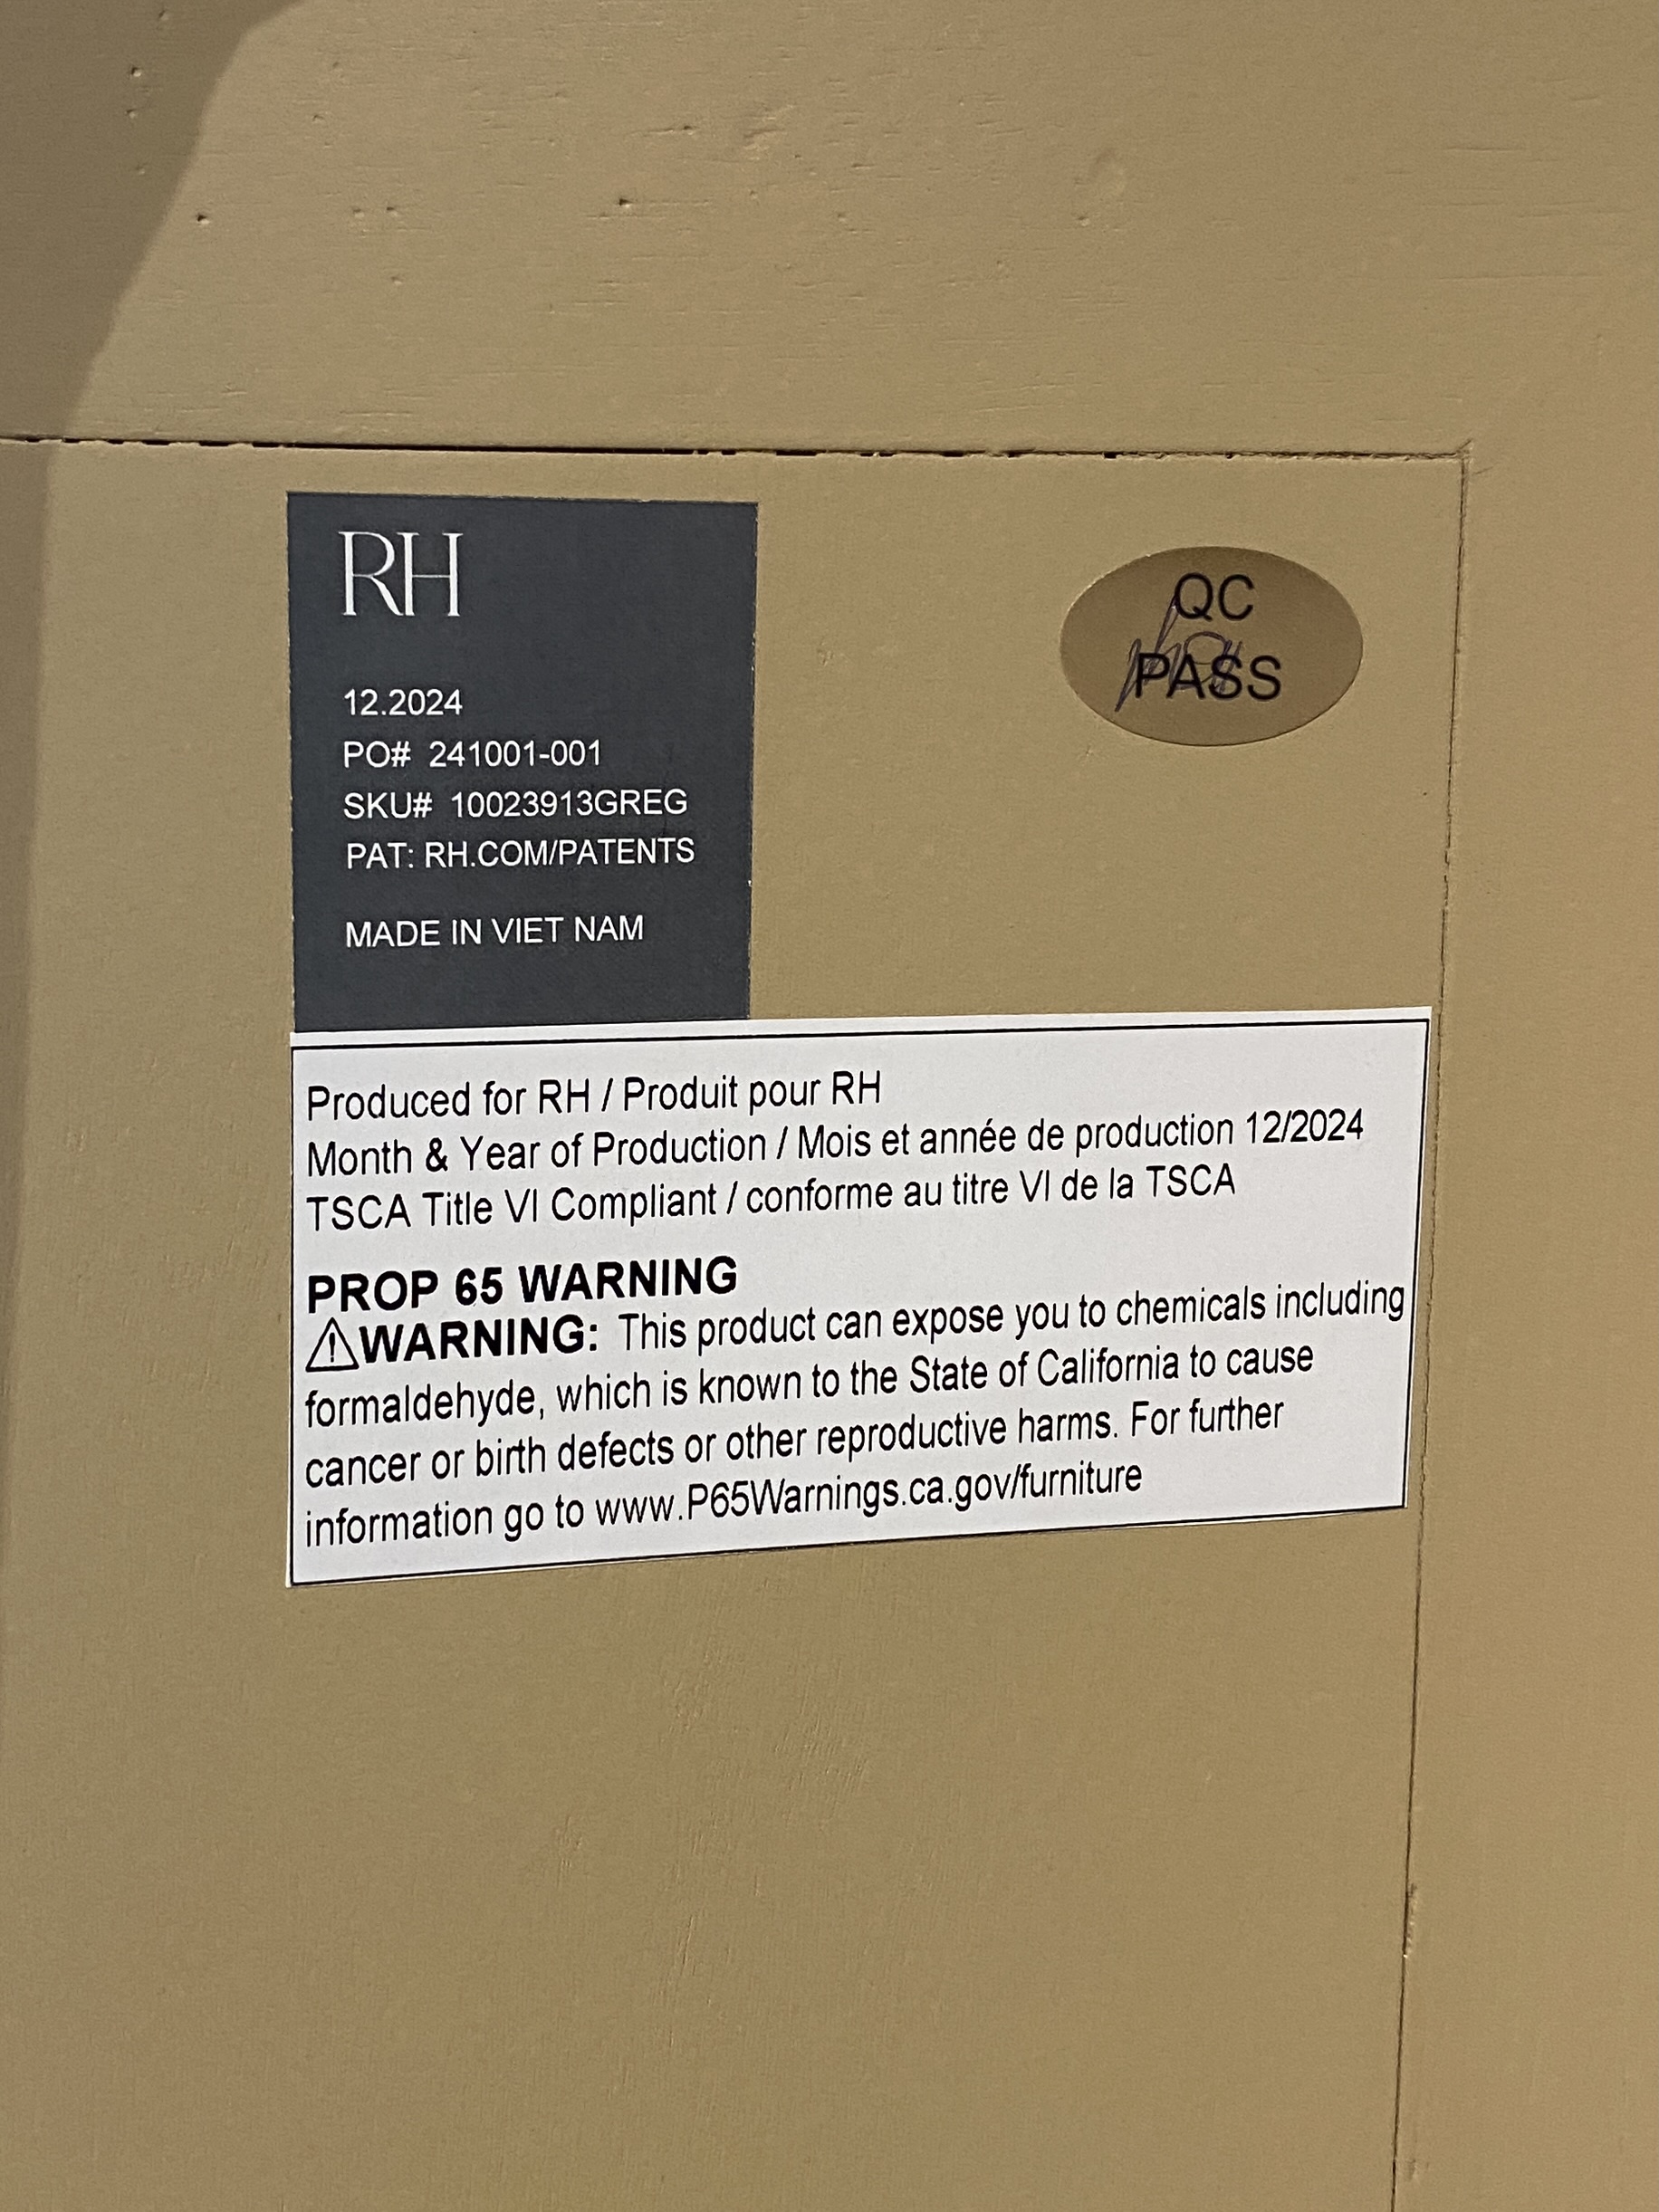 RH
12.2024
PO# 241001-001
SKU# 10023913GREG
PAT: RH.COM/PATENTS
MADE IN VIET NAM
QC
PASS
Produced for RH / Produit pour RH
Month & Year of Production / Mois et année de production 12/2024
TSCA Title VI Compliant / conforme au titre VI de la TSCA
PROP 65 WARNING
⚠WARNING: This product can expose you to chemicals including
formaldehyde, which is known to the State of California to cause
cancer or birth defects or other reproductive harms. For further
information go to www.P65Warnings.ca.gov/furniture